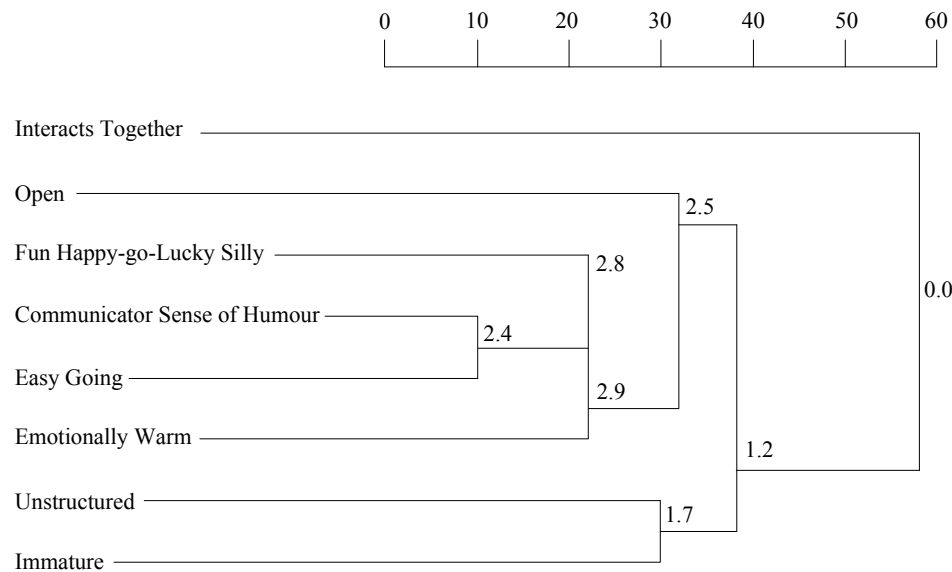 0 10 20 30 40 50 60
Interacts Together
Open
2.5
Fun Happy-go-Lucky Silly
2.8
0.0
Communicator Sense of Humour
2.4
Easy Going
2.9
Emotionally Warm
1.2
Unstructured
1.7
Immature